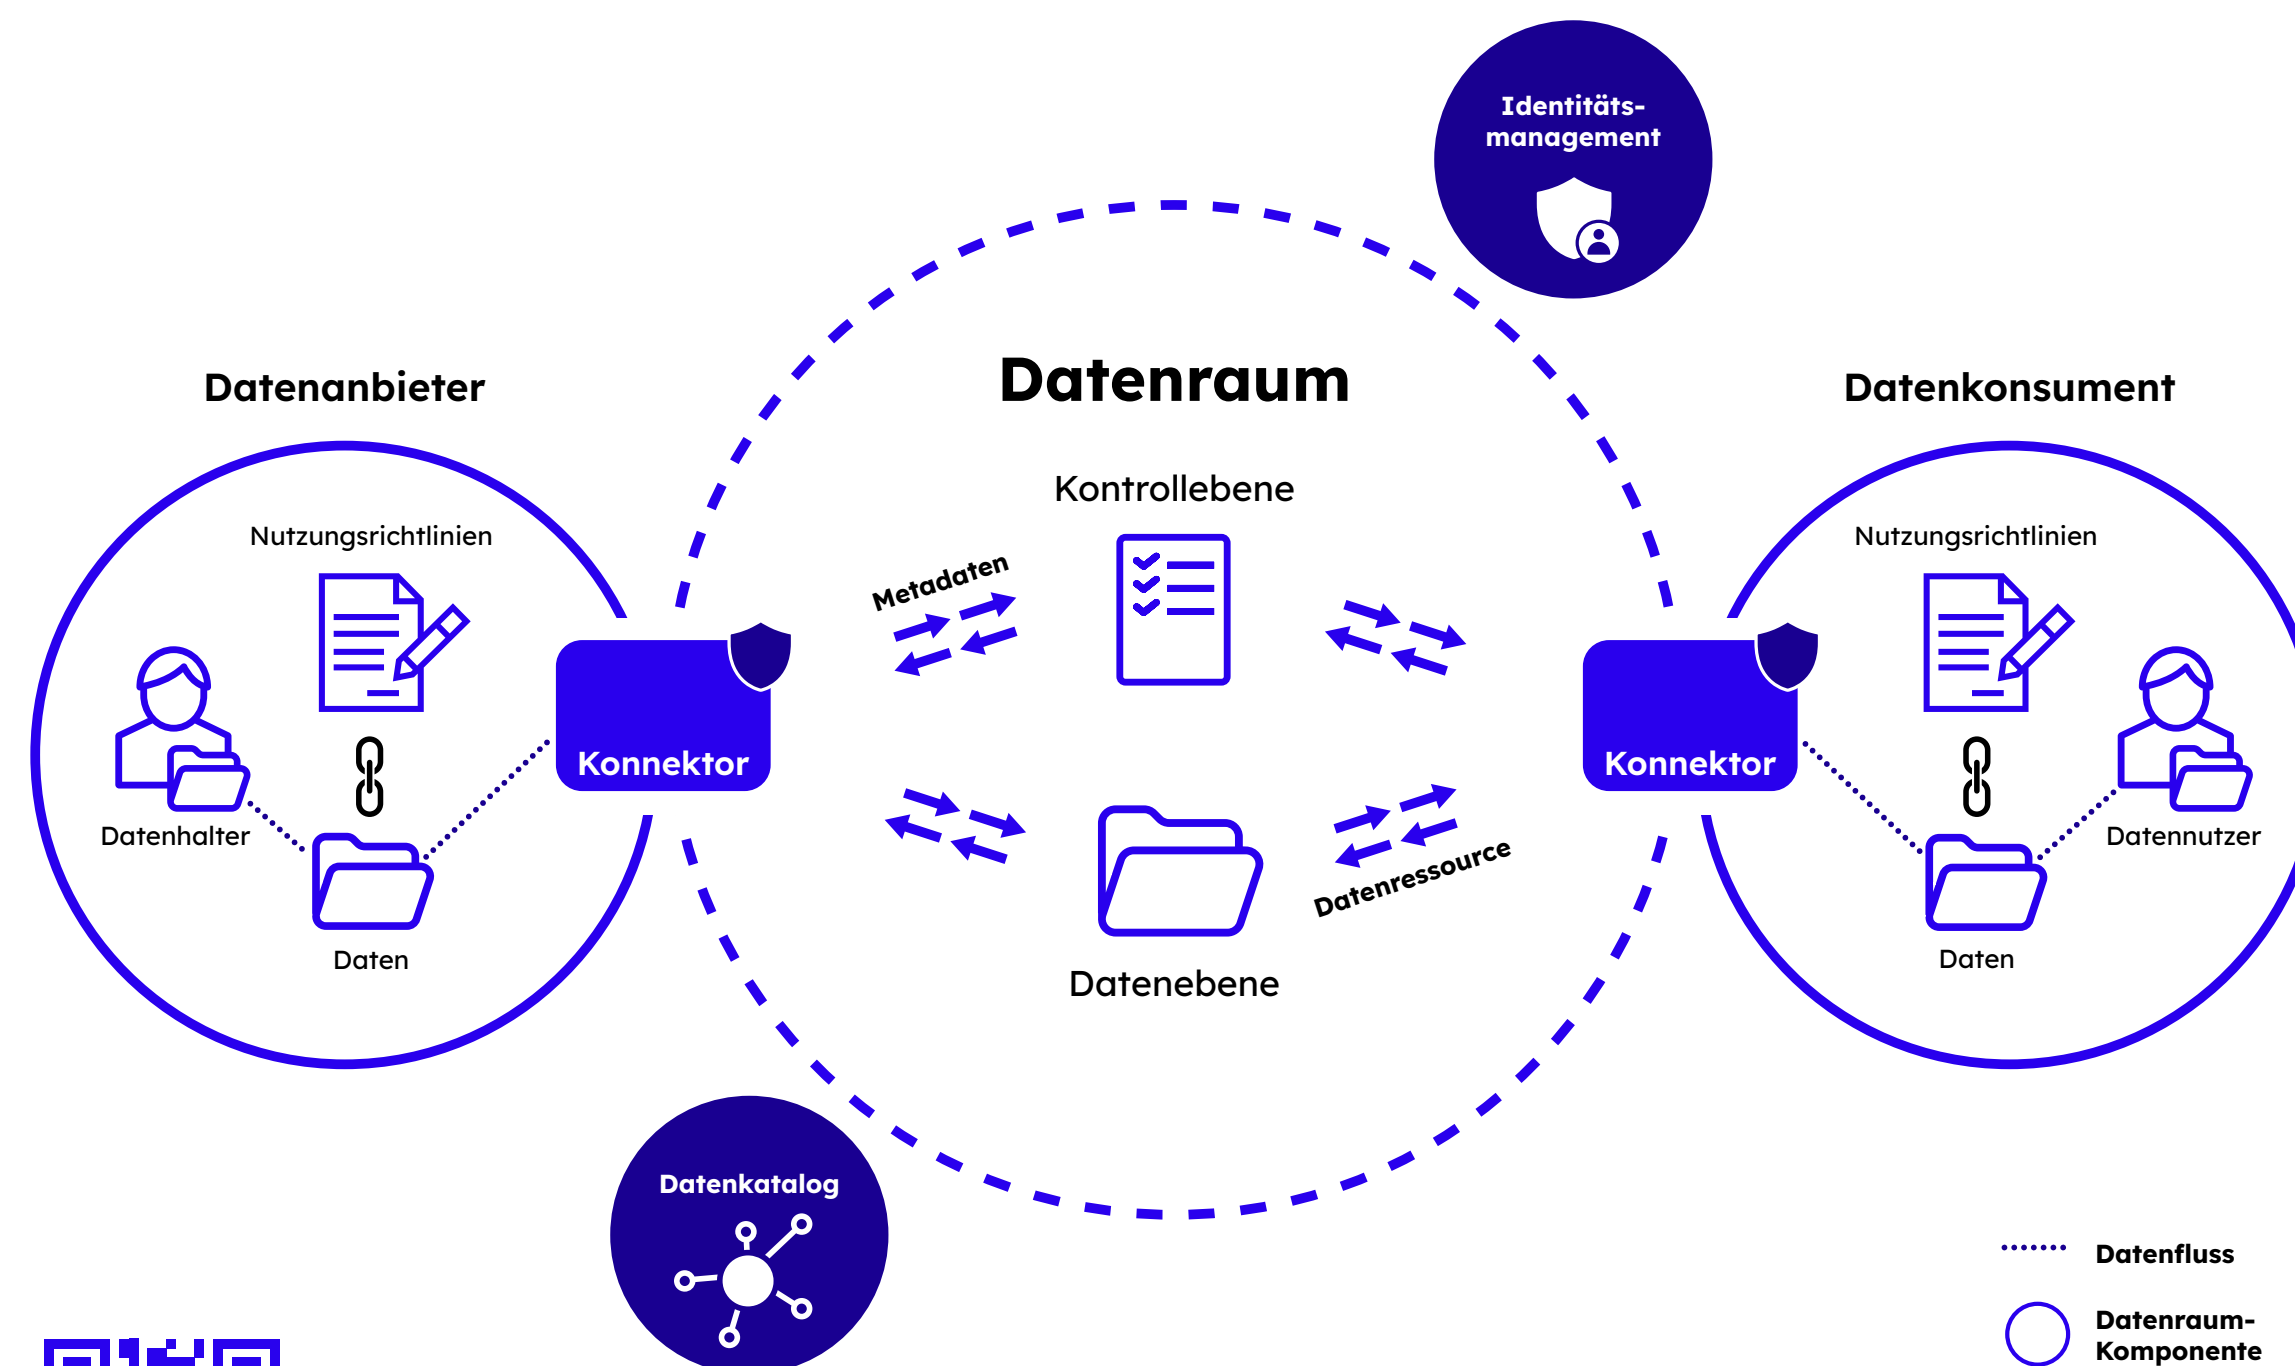 Identitäts-
management
Datenraum
Datenanbieter
Datenkonsument
Kontrollebene
Nutzungsrichtlinien
Nutzungsrichtlinien
Metadaten
Konnektor
Konnektor
Datenhalter
Datennutzer
Datenressource
Daten
Daten
Datenebene
Datenkatalog
Datenfluss
Datenraum-
Komponente